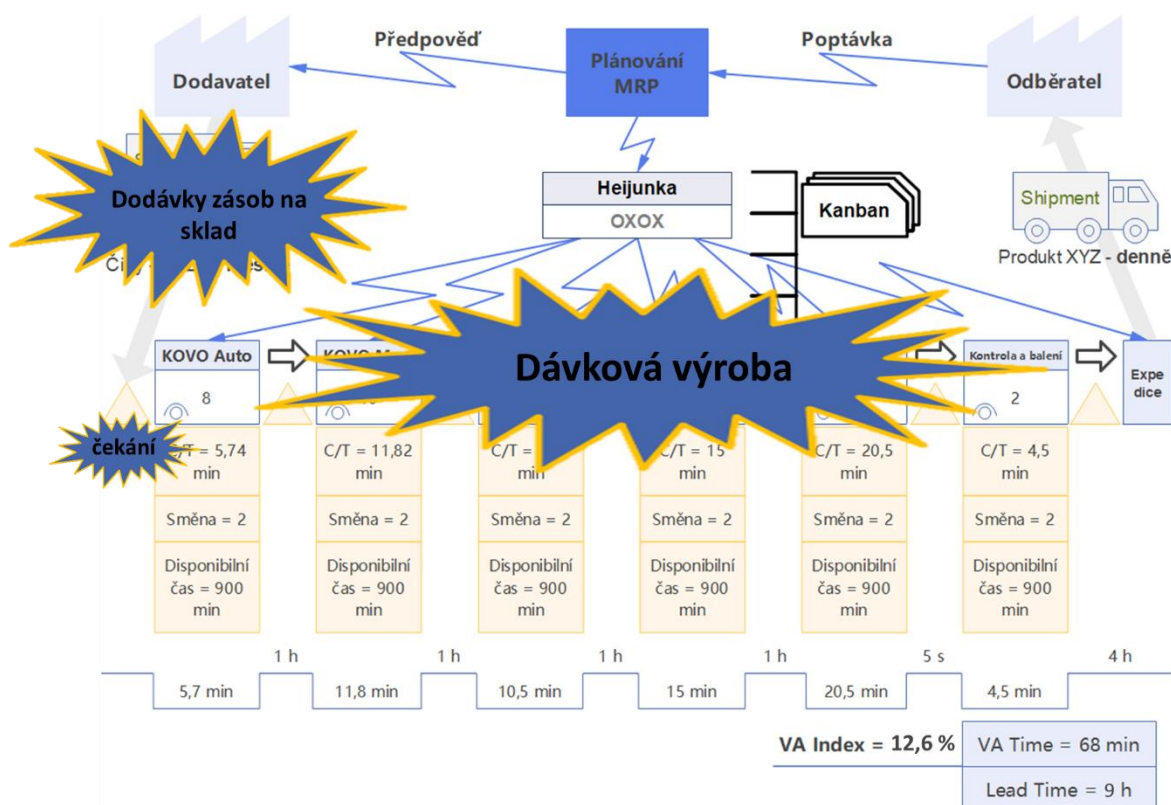 Předpověď
Poptávka
Plánování
MRP
Dodavatel
Odběratel
Heijunka
OXOX
Kanban
Shipment
Produkt XYZ - denně
Dodávky zásob na
sklad
Dávková výroba
čekání
KOVO Auto
8
Kontrola a balení
2
Expe
dice
C/T = 5,74
min
C/T = 11,82
min
C/T =
min
C/T = 15
min
C/T = 20,5
min
C/T = 4,5
min
Směna = 2
Směna = 2
Směna = 2
Směna = 2
Směna = 2
Směna = 2
Disponibilní
čas = 900
min
Disponibilní
čas = 900
min
Disponibilní
čas = 900
min
Disponibilní
čas = 900
min
Disponibilní
čas = 900
min
Disponibilní
čas = 900
min
1 h
1 h
1 h
1 h
5 s
4 h
5,7 min
11,8 min
10,5 min
15 min
20,5 min
4,5 min
VA Index = 12,6 %
VA Time = 68 min
Lead Time = 9 h